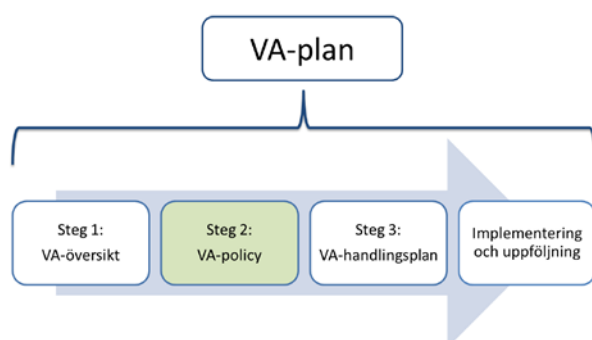 VA-plan
Steg 1:
VA-översikt
Steg 2:
VA-policy
Steg 3:
VA-handlingsplan
Implementering
och uppföljning